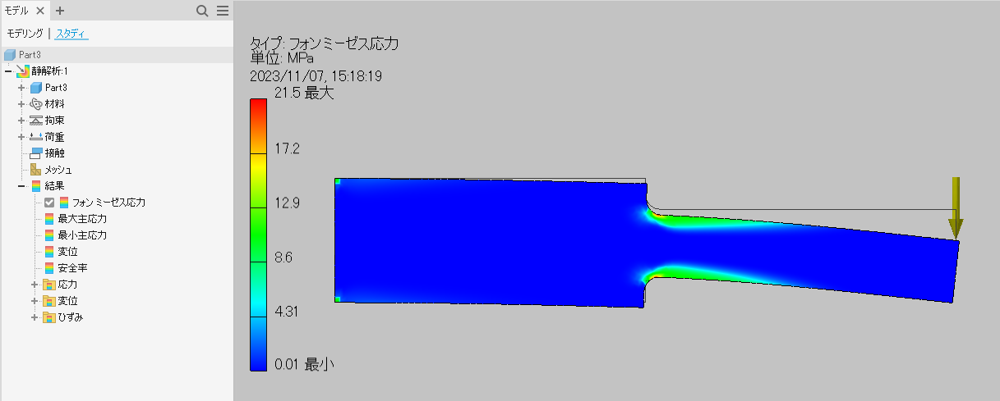 モデル
モデリング スタディ
Part3
静解析:1
Part3
材料
拘束
荷重
接触
メッシュ
結果
フォン ミーゼス応力
最大主応力
最小主応力
変位
安全率
応力
変位
ひずみ
タイプ: フォン ミーゼス応力
単位: MPa
2023/11/07, 15:18:19
21.5 最大
17.2
12.9
8.6
4.31
0.01 最小